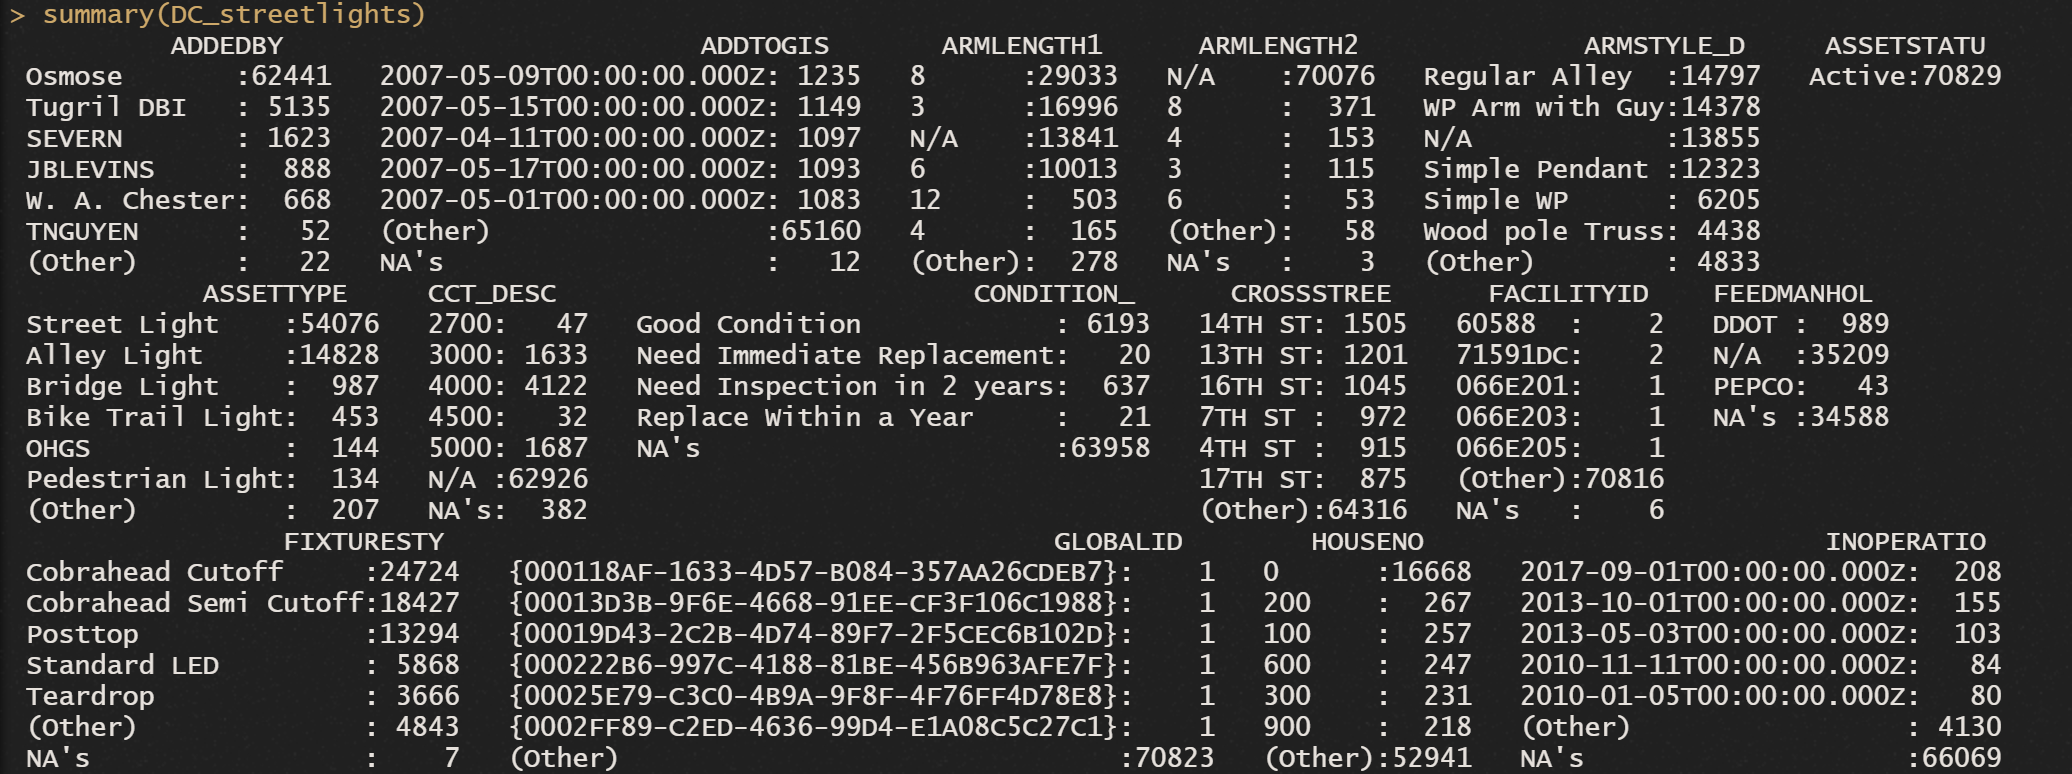 > summary(DC_streetlights)
ADDEDBY ADDTOGIS ARMLENGTH1 ARMLENGTH2 ARMSTYLE_D ASSETSTATU
Osmose :62441 2007-05-09T00:00:00.000Z: 1235 8 :29033 N/A :70076 Regular Alley :14797 Active:70829
Tugril DBI : 5135 2007-05-15T00:00:00.000Z: 1149 3 :16996 8 : 371 WP Arm with Guy:14378
SEVERN : 1623 2007-04-11T00:00:00.000Z: 1097 N/A :13841 4 : 153 N/A :13855
JBLEVINS : 888 2007-05-17T00:00:00.000Z: 1093 6 :10013 3 : 115 Simple Pendant :12323
W. A. Chester: 668 2007-05-01T00:00:00.000Z: 1083 12 : 503 6 : 53 Simple WP : 6205
TNGUYEN : 52 (Other) :65160 4 : 165 (Other): 58 Wood pole Truss: 4438
(Other) : 22 NA's : 12 (Other): 278 NA's : 3 (Other) : 4833
ASSETTYPE CCT_DESC CONDITION_ CROSSSTREE FACILITYID FEEDMANHOL
Street Light :54076 2700: 47 Good Condition : 6193 14TH ST: 1505 60588 : 2 DDOT : 989
Alley Light :14828 3000: 1633 Need Immediate Replacement: 20 13TH ST: 1201 71591DC: 2 N/A :35209
Bridge Light : 987 4000: 4122 Need Inspection in 2 years: 637 16TH ST: 1045 066E201: 1 PEPCO: 43
Bike Trail Light: 453 4500: 32 Replace Within a Year : 21 7TH ST : 972 066E203: 1 NA's :34588
OHGS : 144 5000: 1687 NA's :63958 4TH ST : 915 066E205: 1
Pedestrian Light: 134 N/A :62926 17TH ST: 875 (Other):70816
(Other) : 207 NA's: 382 (Other):64316 NA's : 6
FIXTURESTY GLOBALID HOUSENO INOPERATIO
Cobrahead Cutoff :24724 {000118AF-1633-4D57-B084-357AA26CDEB7}: 1 0 :16668 2017-09-01T00:00:00.000Z: 208
Cobrahead Semi Cutoff:18427 {00013D3B-9F6E-4668-91EE-CF3F106C1988}: 1 200 : 267 2013-10-01T00:00:00.000Z: 155
Posttop :13294 {00019D43-2C2B-4D74-89F7-2F5CEC6B102D}: 1 100 : 257 2013-05-03T00:00:00.000Z: 103
Standard LED : 5868 {000222B6-997C-4188-81BE-456B963AFE7F}: 1 600 : 247 2010-11-11T00:00:00.000Z: 84
Teardrop : 3666 {00025E79-C3C0-4B9A-9F8F-4F76FF4D78E8}: 1 300 : 231 2010-01-05T00:00:00.000Z: 80
(Other) : 4843 {0002FF89-C2ED-4636-99D4-E1A08C5C27C1}: 1 900 : 218 (Other) : 4130
NA's : 7 (Other) :70823 (Other):52941 NA's :66069